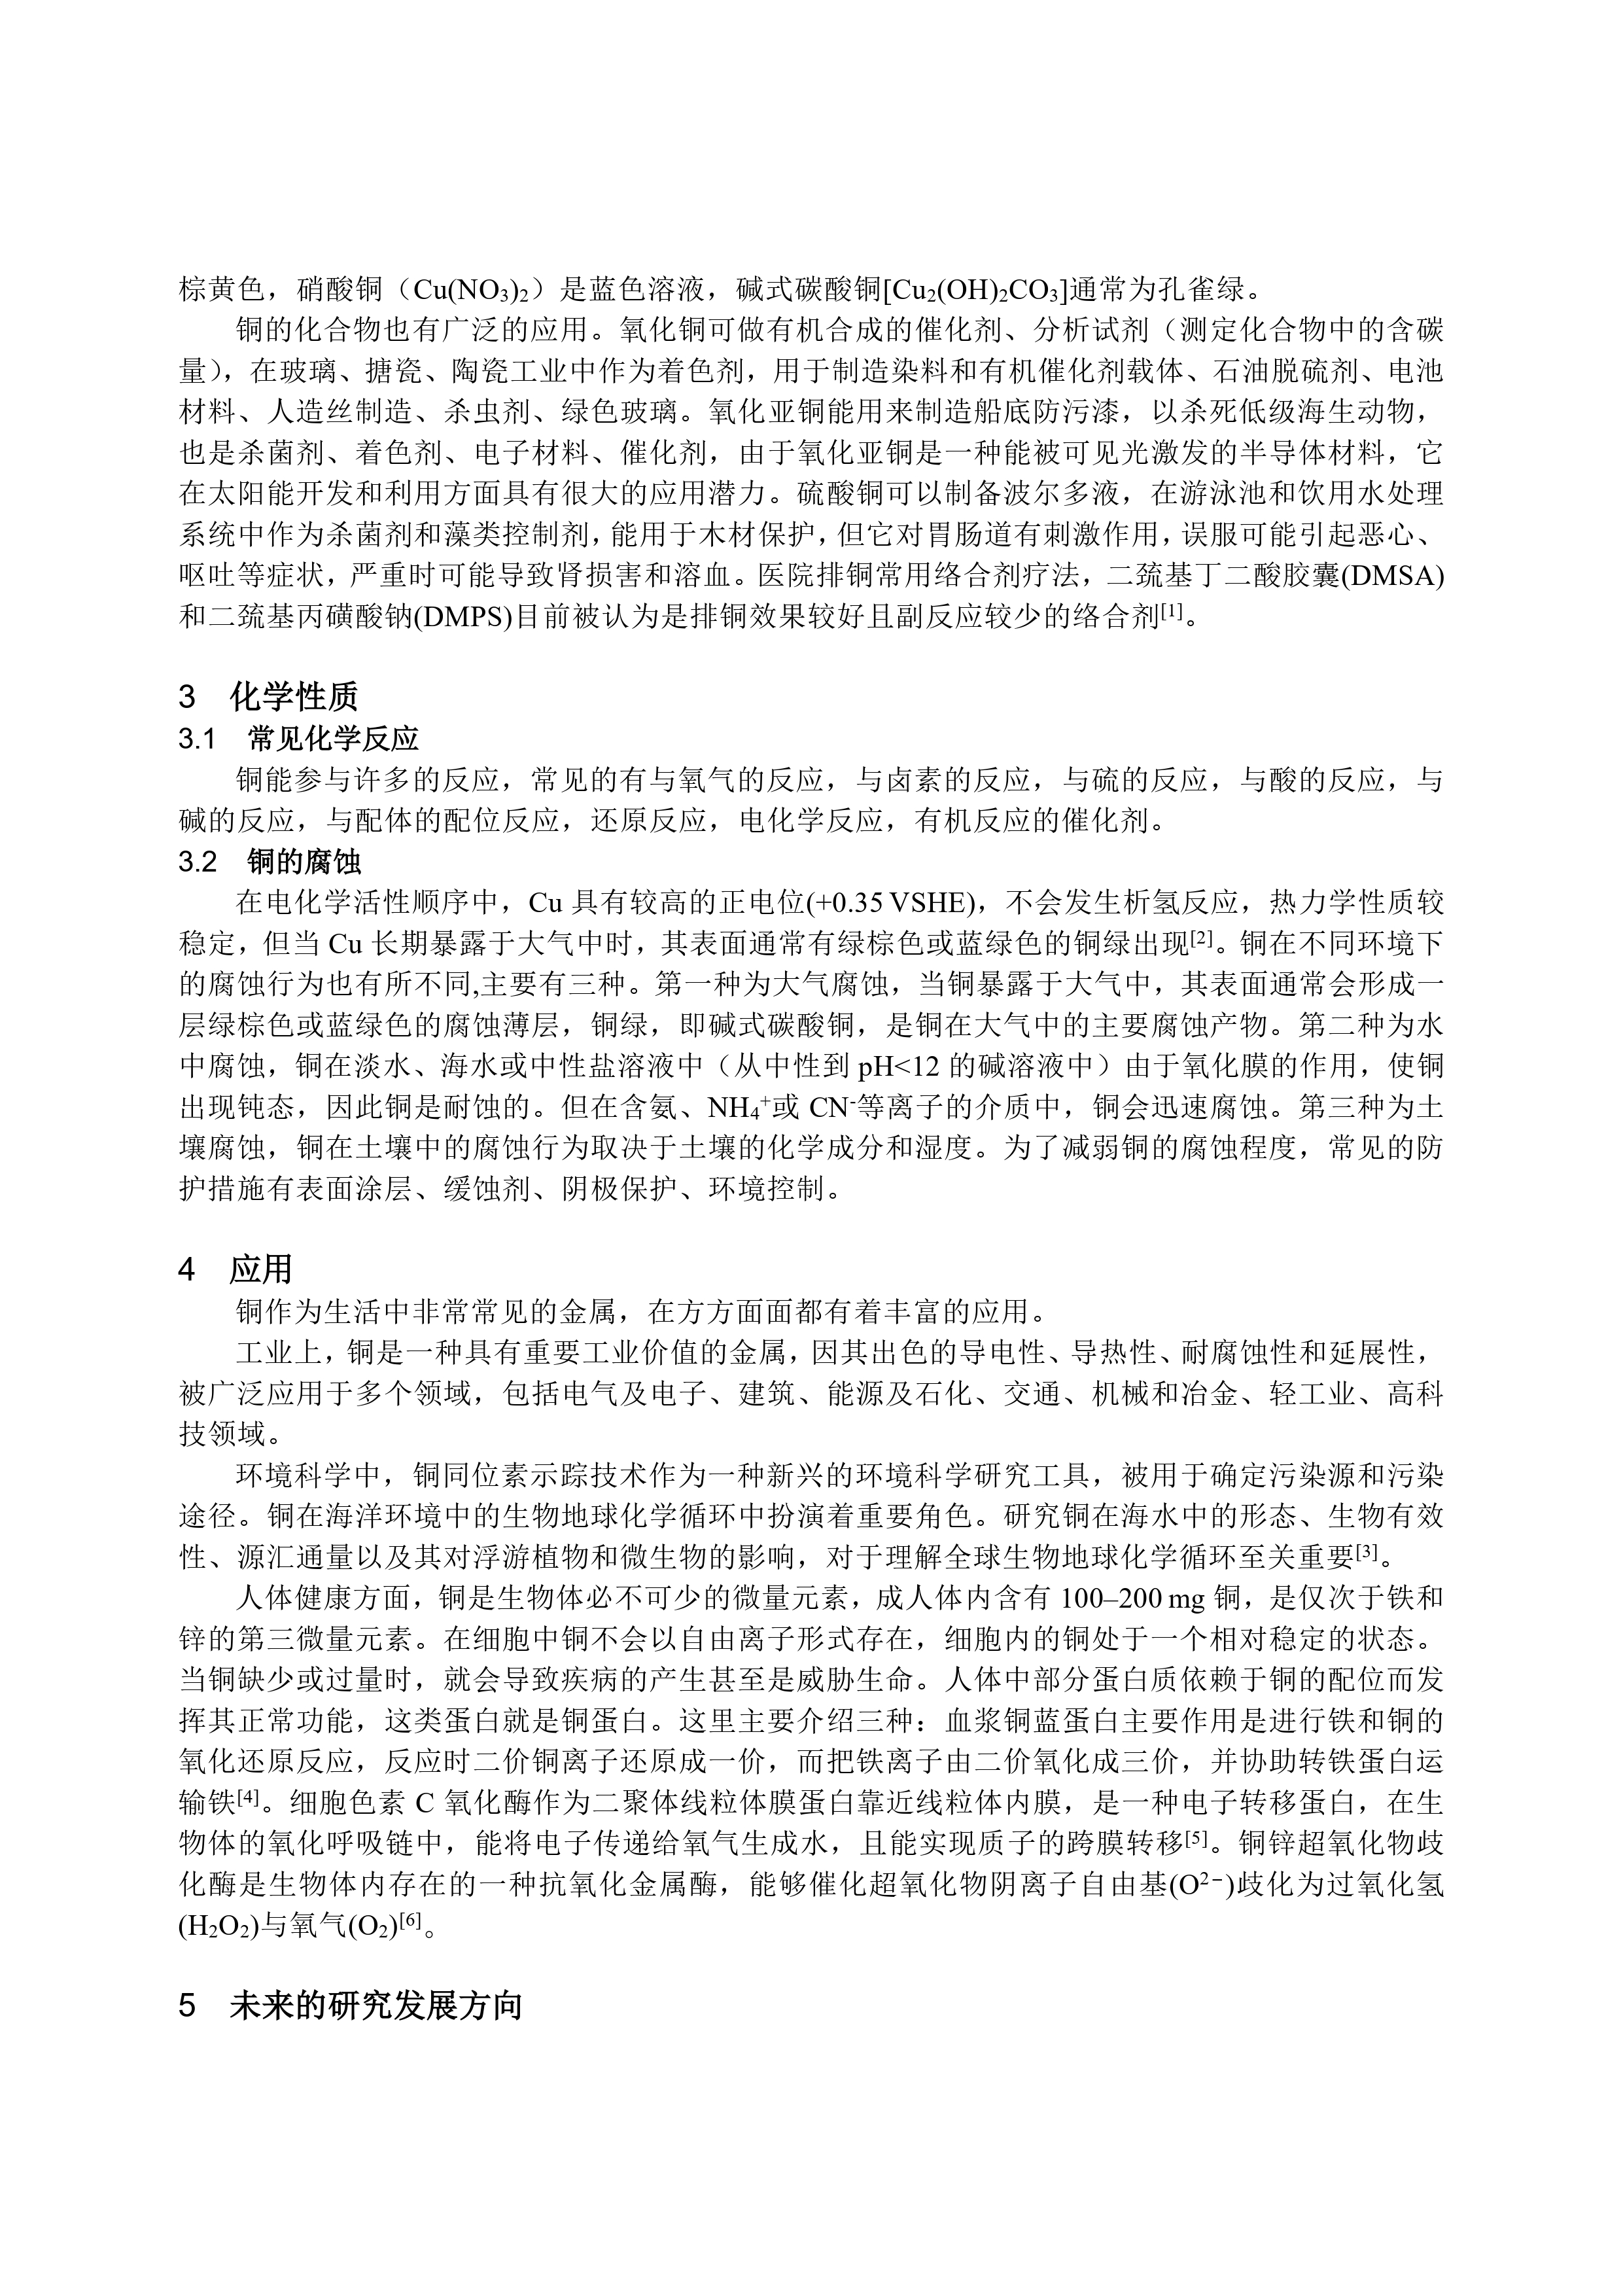 棕黄色，硝酸铜（Cu(NO₃)₂）是蓝色溶液，碱式碳酸铜[Cu₂(OH)₂CO₃]通常为孔雀绿。
铜的化合物也有广泛的应用。氧化铜可做有机合成的催化剂、分析试剂（测定化合物中的含碳
量），在玻璃、搪瓷、陶瓷工业中作为着色剂，用于制造染料和有机催化剂载体、石油脱硫剂、电池
材料、人造丝制造、杀虫剂、绿色玻璃。氧化亚铜能用来制造船底防污漆，以杀死低级海生动物，
也是杀菌剂、着色剂、电子材料、催化剂，由于氧化亚铜是一种能被可见光激发的半导体材料，它
在太阳能开发和利用方面具有很大的应用潜力。硫酸铜可以制备波尔多液，在游泳池和饮用水处理
系统中作为杀菌剂和藻类控制剂，能用于木材保护，但它对胃肠道有刺激作用，误服可能引起恶心、
呕吐等症状，严重时可能导致肾损害和溶血。医院排铜常用络合剂疗法，二巯基丁二酸胶囊(DMSA)
和二巯基丙磺酸钠(DMPS)目前被认为是排铜效果较好且副反应较少的络合剂[1]。
3 化学性质
3.1 常见化学反应
铜能参与许多的反应，常见的有与氧气的反应，与卤素的反应，与硫的反应，与酸的反应，与
碱的反应，与配体的配位反应，还原反应，电化学反应，有机反应的催化剂。
3.2 铜的腐蚀
在电化学活性顺序中，Cu 具有较高的正电位(+0.35 VSHE)，不会发生析氢反应，热力学性质较
稳定，但当 Cu 长期暴露于大气中时，其表面通常有绿棕色或蓝绿色的铜绿出现[2]。铜在不同环境下
的腐蚀行为也有所不同,主要有三种。第一种为大气腐蚀，当铜暴露于大气中，其表面通常会形成一
层绿棕色或蓝绿色的腐蚀薄层，铜绿，即碱式碳酸铜，是铜在大气中的主要腐蚀产物。第二种为水
中腐蚀，铜在淡水、海水或中性盐溶液中（从中性到 pH<12 的碱溶液中）由于氧化膜的作用，使铜
出现钝态，因此铜是耐蚀的。但在含氨、NH₄⁺或 CN⁻等离子的介质中，铜会迅速腐蚀。第三种为土
壤腐蚀，铜在土壤中的腐蚀行为取决于土壤的化学成分和湿度。为了减弱铜的腐蚀程度，常见的防
护措施有表面涂层、缓蚀剂、阴极保护、环境控制。
4 应用
铜作为生活中非常常见的金属，在方方面面都有着丰富的应用。
工业上，铜是一种具有重要工业价值的金属，因其出色的导电性、导热性、耐腐蚀性和延展性，
被广泛应用于多个领域，包括电气及电子、建筑、能源及石化、交通、机械和冶金、轻工业、高科
技领域。
环境科学中，铜同位素示踪技术作为一种新兴的环境科学研究工具，被用于确定污染源和污染
途径。铜在海洋环境中的生物地球化学循环中扮演着重要角色。研究铜在海水中的形态、生物有效
性、源汇通量以及其对浮游植物和微生物的影响，对于理解全球生物地球化学循环至关重要[3]。
人体健康方面，铜是生物体必不可少的微量元素，成人体内含有 100–200 mg 铜，是仅次于铁和
锌的第三微量元素。在细胞中铜不会以自由离子形式存在，细胞内的铜处于一个相对稳定的状态。
当铜缺少或过量时，就会导致疾病的产生甚至是威胁生命。人体中部分蛋白质依赖于铜的配位而发
挥其正常功能，这类蛋白就是铜蛋白。这里主要介绍三种：血浆铜蓝蛋白主要作用是进行铁和铜的
氧化还原反应，反应时二价铜离子还原成一价，而把铁离子由二价氧化成三价，并协助转铁蛋白运
输铁[4]。细胞色素 C 氧化酶作为二聚体线粒体膜蛋白靠近线粒体内膜，是一种电子转移蛋白，在生
物体的氧化呼吸链中，能将电子传递给氧气生成水，且能实现质子的跨膜转移[5]。铜锌超氧化物歧
化酶是生物体内存在的一种抗氧化金属酶，能够催化超氧化物阴离子自由基(O²⁻)歧化为过氧化氢
(H₂O₂)与氧气(O₂)[6]。
5 未来的研究发展方向